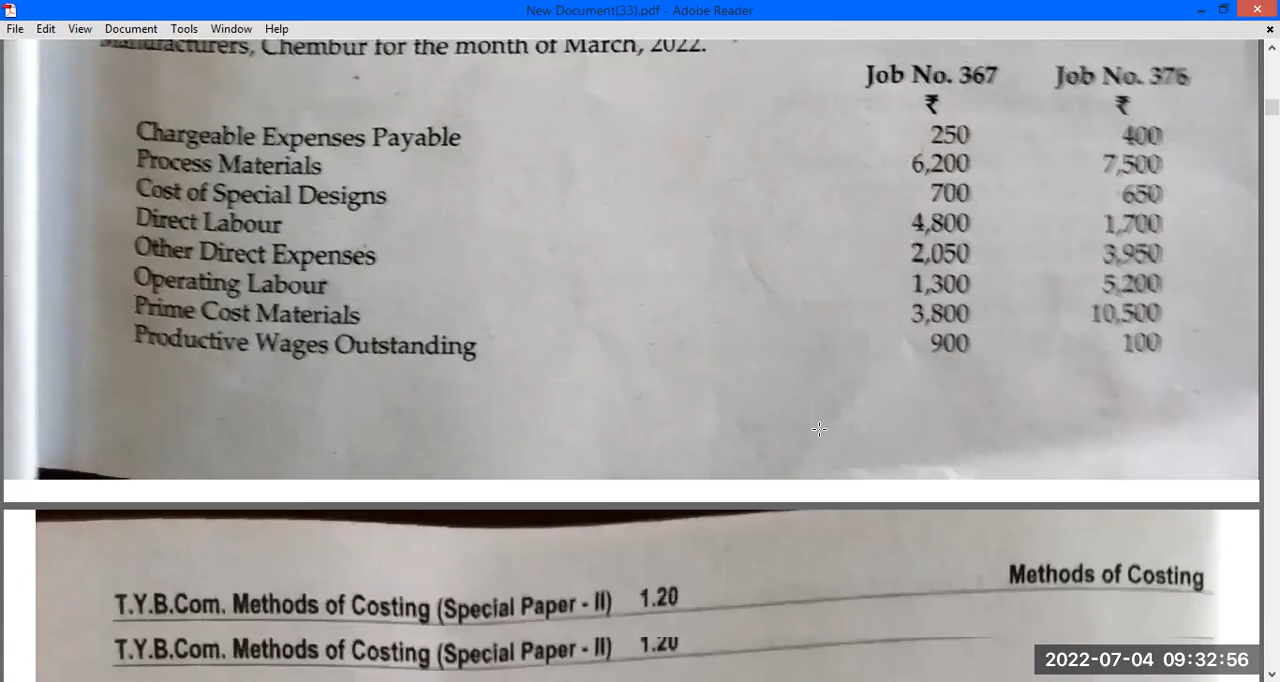 New Document(33).pdf - Adobe Reader
File Edit View Document Tools Window Help
Manufacturers, Chembur for the month of March, 2022.
Job No. 367 Job No. 376
₹ ₹
Chargeable Expenses Payable 250 400
Process Materials 6,200 7,500
Cost of Special Designs 700 650
Direct Labour 4,800 1,700
Other Direct Expenses 2,050 3,950
Operating Labour 1,300 5,200
Prime Cost Materials 3,800 10,500
Productive Wages Outstanding 900 100
Methods of Costing
T.Y.B.Com. Methods of Costing (Special Paper - II) 1.20
T.Y.B.Com. Methods of Costing (Special Paper - II) 1.20
2022-07-04 09:32:56